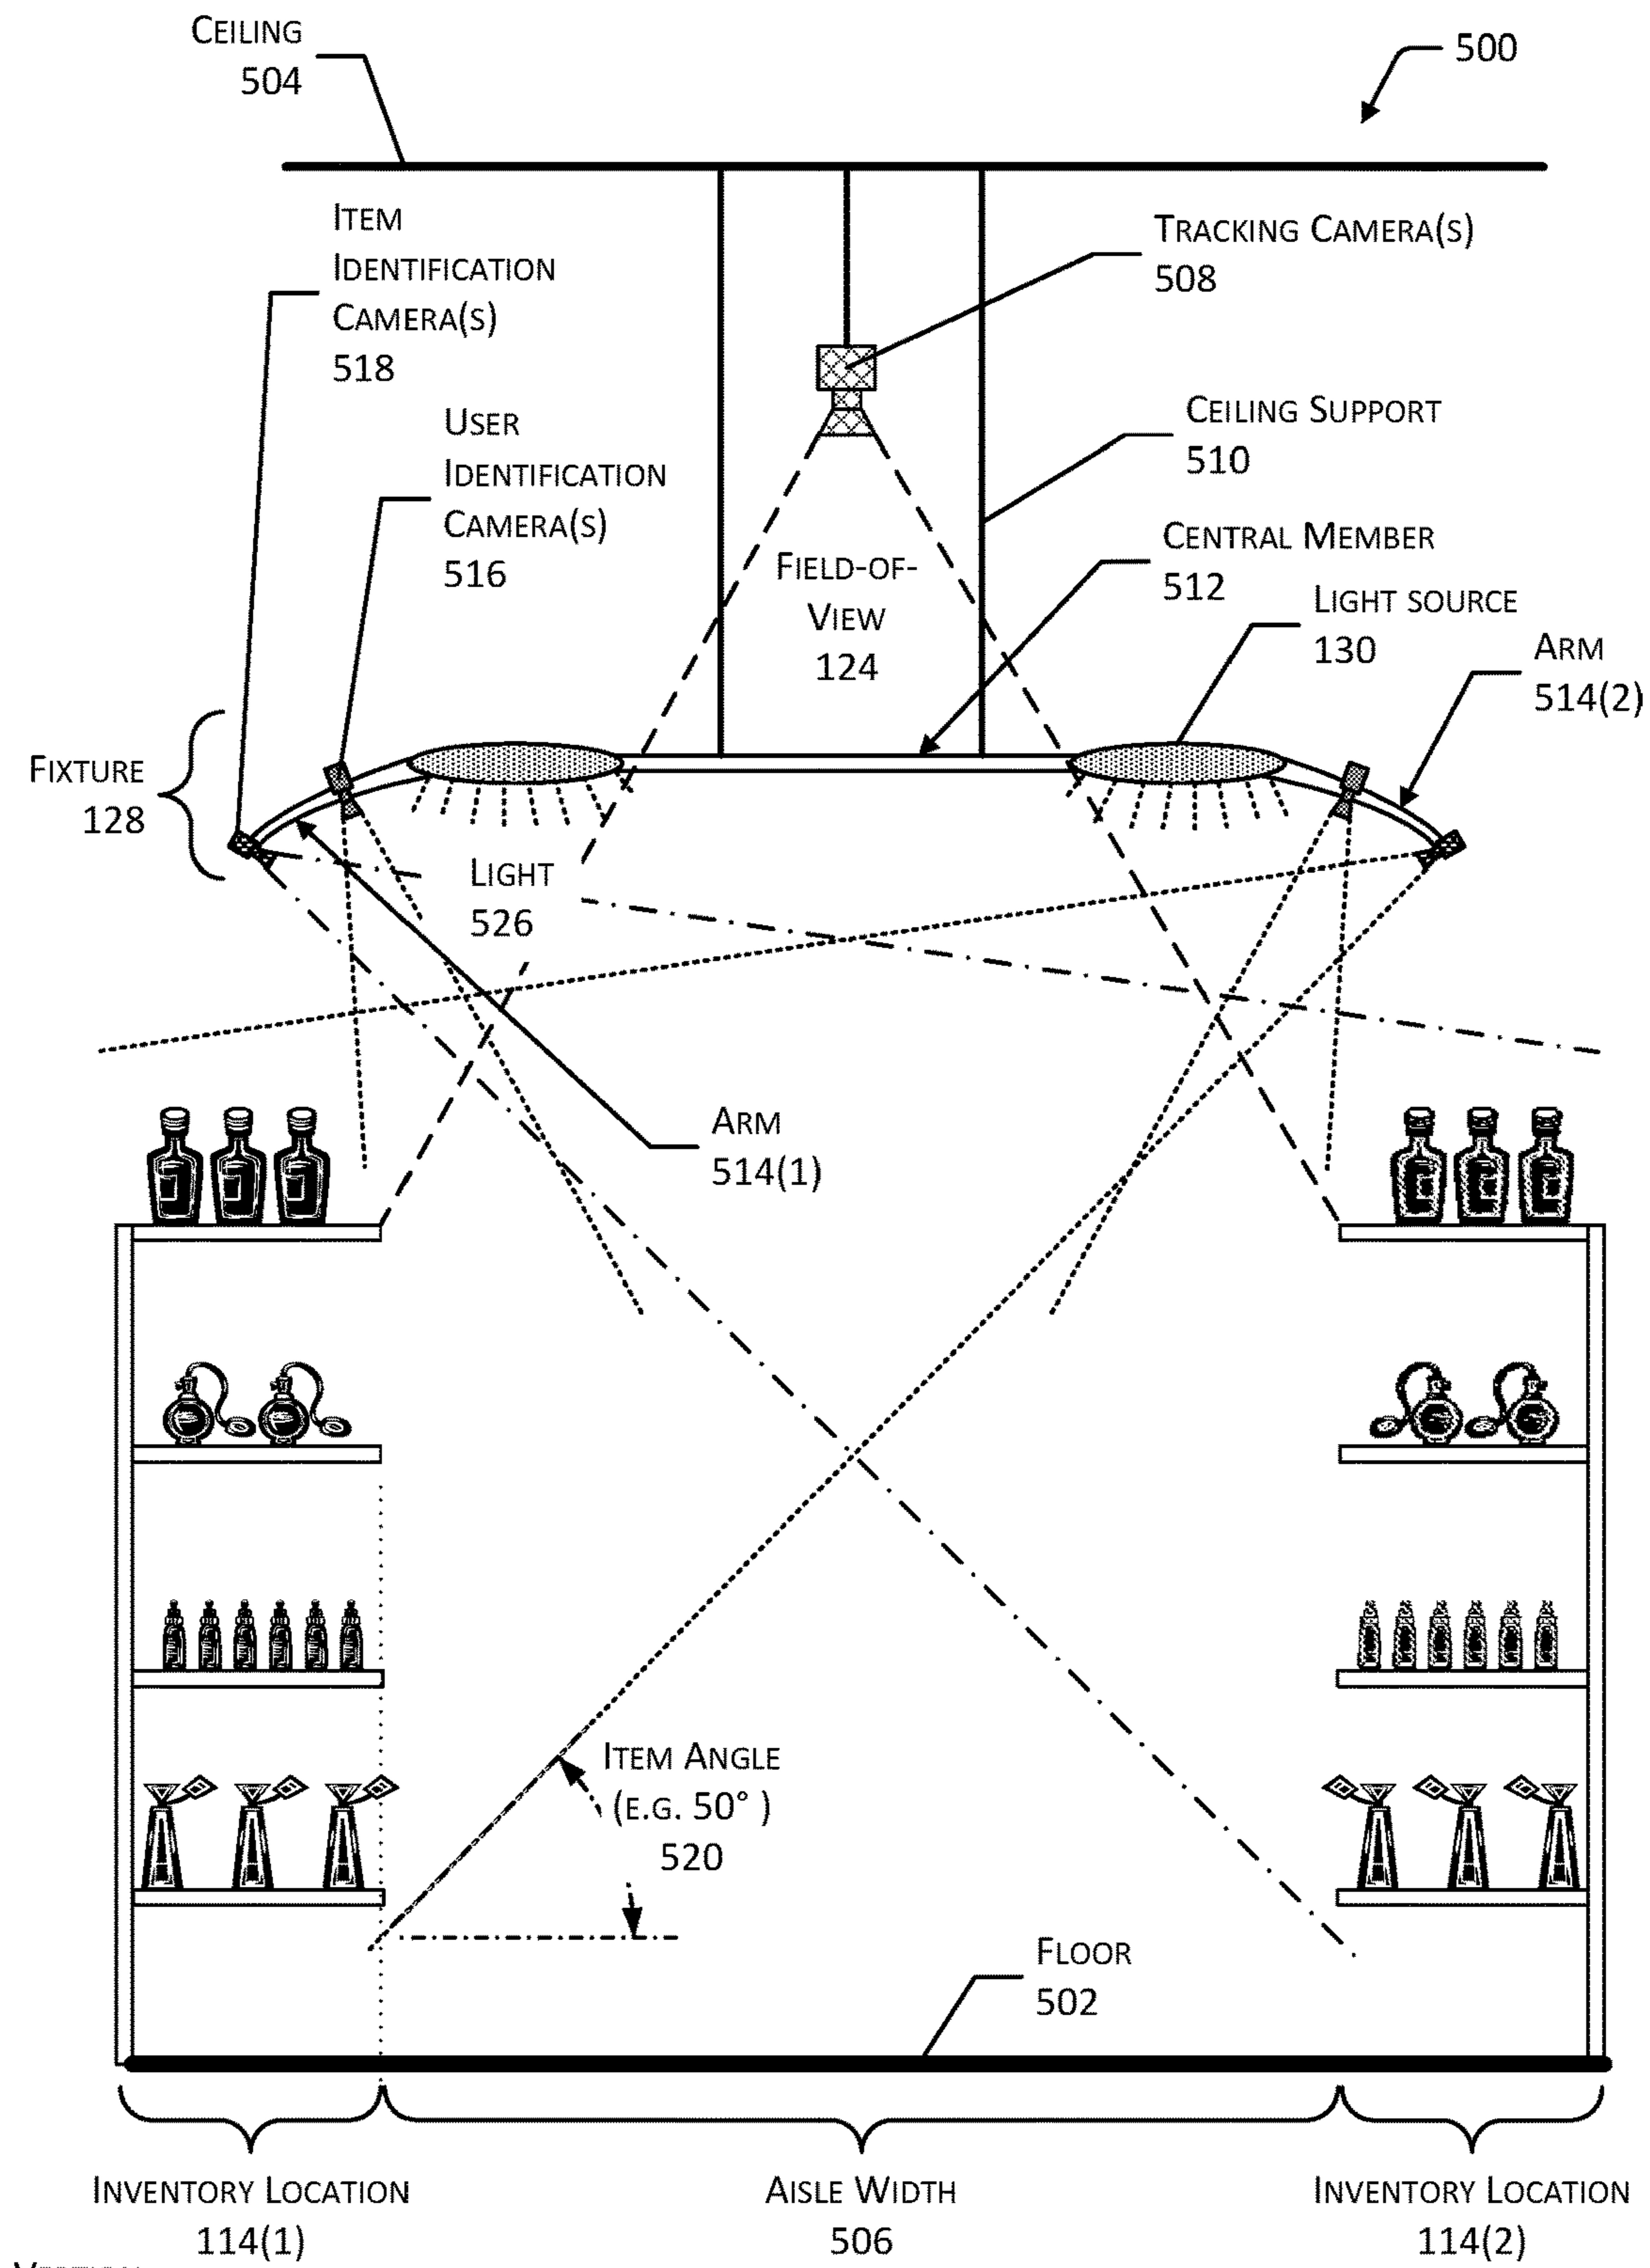 CEILING
504
500
ITEM
IDENTIFICATION
CAMERA(S)
518
TRACKING CAMERA(S)
508
USER
IDENTIFICATION
CAMERA(S)
516
CEILING SUPPORT
510
CENTRAL MEMBER
512
FIELD-OF-
VIEW
124
LIGHT SOURCE
130
ARM
514(2)
FIXTURE
128
LIGHT
526
ARM
514(1)
ITEM ANGLE
(E.G. 50° )
520
FLOOR
502
INVENTORY LOCATION
114(1)
AISLE WIDTH
506
INVENTORY LOCATION
114(2)